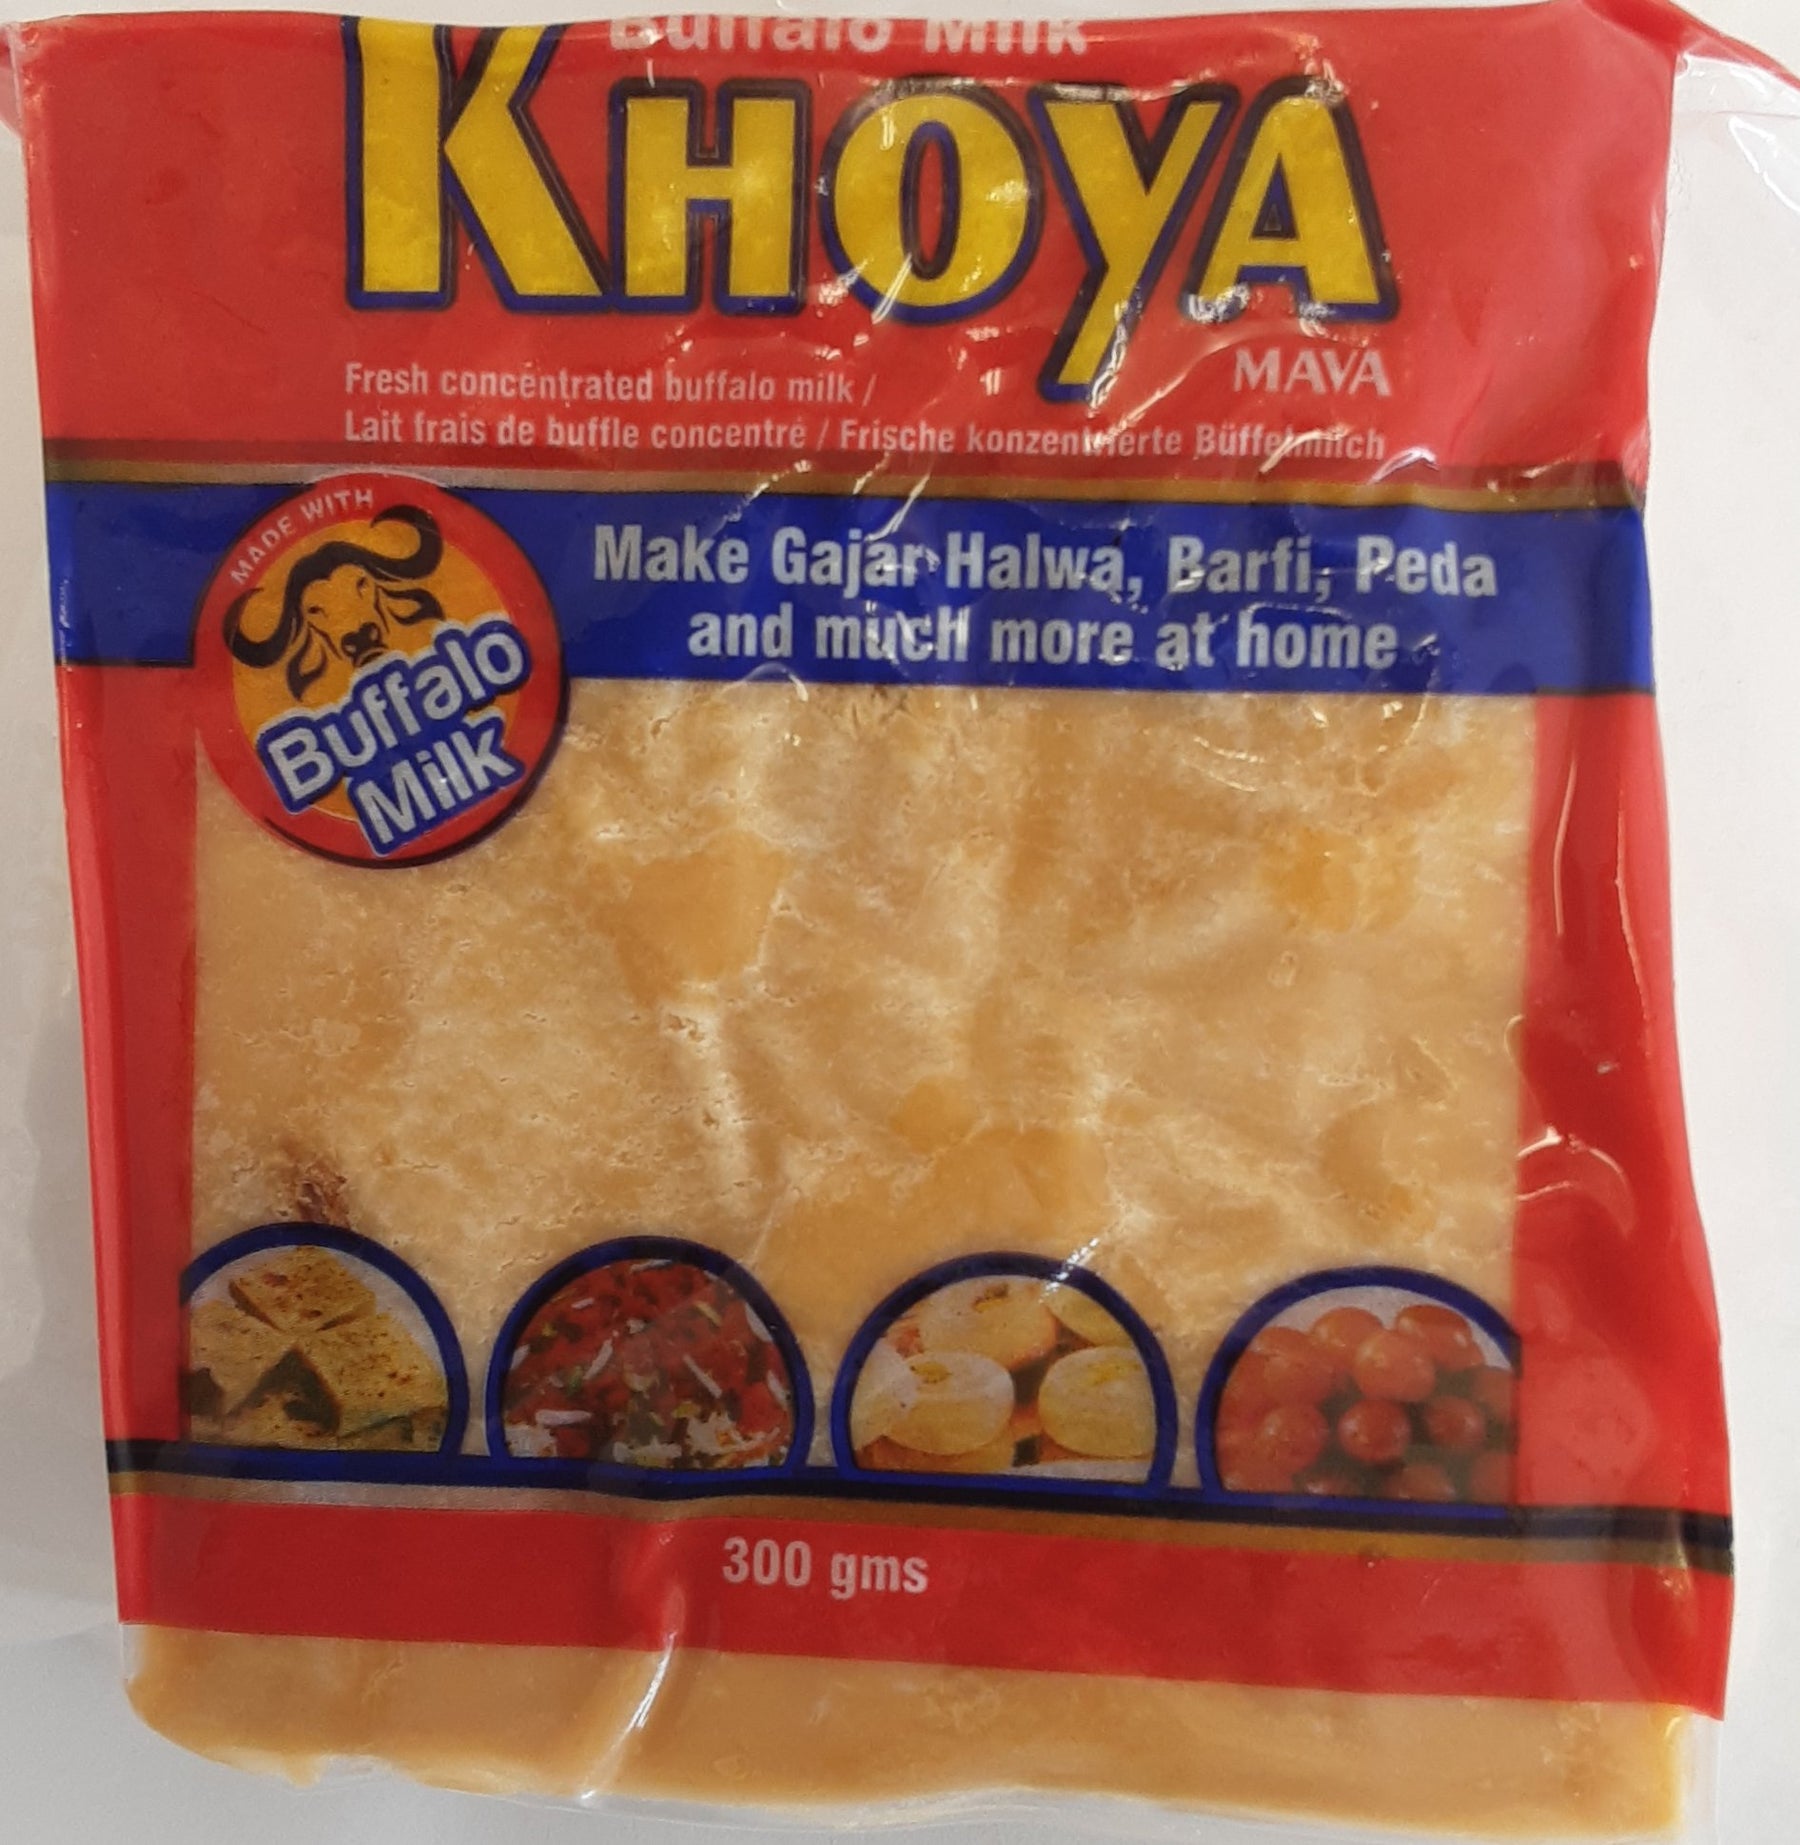 Buffalo Milk
KHOYA
MAVA
Fresh concentrated buffalo milk /
Lait frais de buffle concentré / Frische konzentrierte Büffelmilch
MADE WITH
Buffalo
Milk
Make Gajar Halwa, Barfi, Peda
and much more at home
300 gms